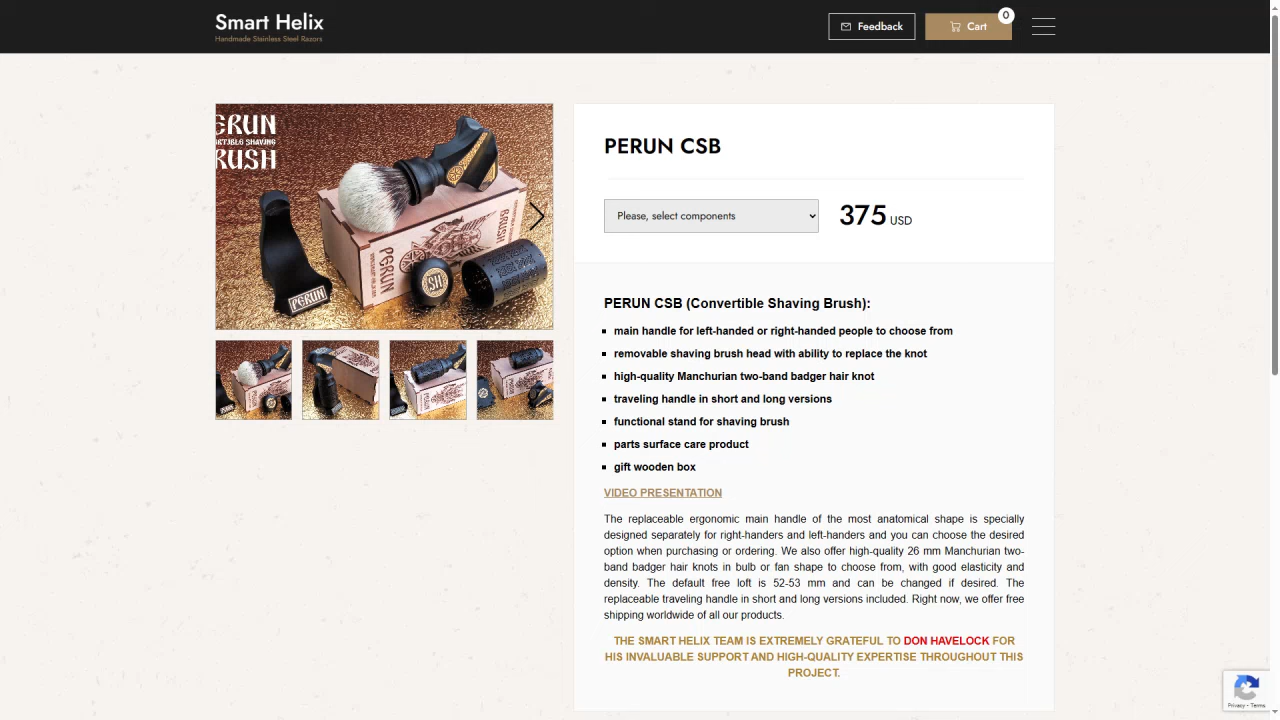 Smart Helix
Handmade Stainless Steel Razors
Feedback
Cart
0
PERUN CSB
Please, select components
375 USD
PERUN CSB (Convertible Shaving Brush):
main handle for left-handed or right-handed people to choose from
removable shaving brush head with ability to replace the knot
high-quality Manchurian two-band badger hair knot
traveling handle in short and long versions
functional stand for shaving brush
parts surface care product
gift wooden box
VIDEO PRESENTATION
The replaceable ergonomic main handle of the most anatomical shape is specially
designed separately for right-handers and left-handers and you can choose the desired
option when purchasing or ordering. We also offer high-quality 26 mm Manchurian two-
band badger hair knots in bulb or fan shape to choose from, with good elasticity and
density. The default free loft is 52-53 mm and can be changed if desired. The
replaceable traveling handle in short and long versions included. Right now, we offer free
shipping worldwide of all our products.
THE SMART HELIX TEAM IS EXTREMELY GRATEFUL TO DON HAVELOCK FOR
HIS INVALUABLE SUPPORT AND HIGH-QUALITY EXPERTISE THROUGHOUT THIS
PROJECT.
ERUN
RTIBLE SHAVING
RUSH
PERUN
BRUSH
PERUN
SH
Privacy - Terms